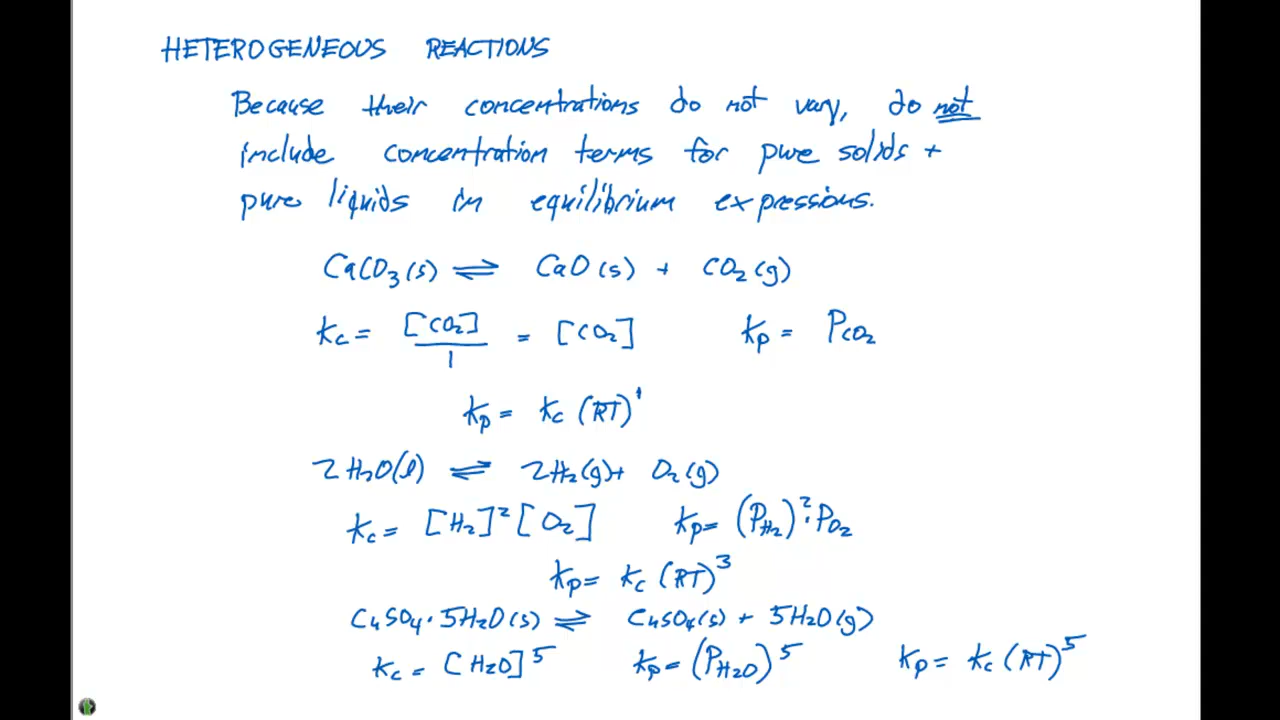 HETEROGENEOUS REACTIONS
Because their concentrations do not vary, do not
include concentration terms for pure solids +
pure liquids in equilibrium expressions.
CaCO₃(s) ⇌ CaO(s) + CO₂(g)
Kc = [CO₂]/1 = [CO₂] Kp = PCO₂
Kp = Kc (RT)¹
2H₂O(l) ⇌ 2H₂(g) + O₂(g)
Kc = [H₂]² [O₂] Kp = (PH₂)² · PO₂
Kp = Kc (RT)³
CuSO₄ · 5H₂O(s) ⇌ CuSO₄(s) + 5H₂O(g)
Kc = [H₂O]⁵ Kp = (PH₂O)⁵ Kp = Kc (RT)⁵